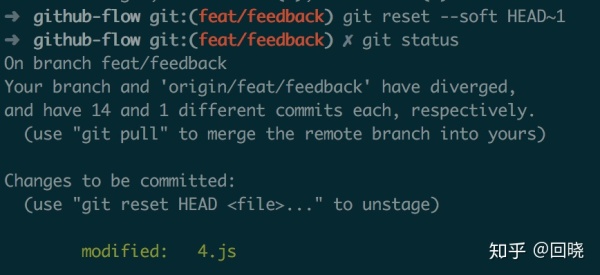 ➜  github-flow git:(feat/feedback) git reset --soft HEAD~1
➜  github-flow git:(feat/feedback) ✗ git status
On branch feat/feedback
Your branch and 'origin/feat/feedback' have diverged,
and have 14 and 1 different commits each, respectively.
  (use "git pull" to merge the remote branch into yours)

Changes to be committed:
  (use "git reset HEAD <file>..." to unstage)

        modified:   4.js
知乎 @回晓